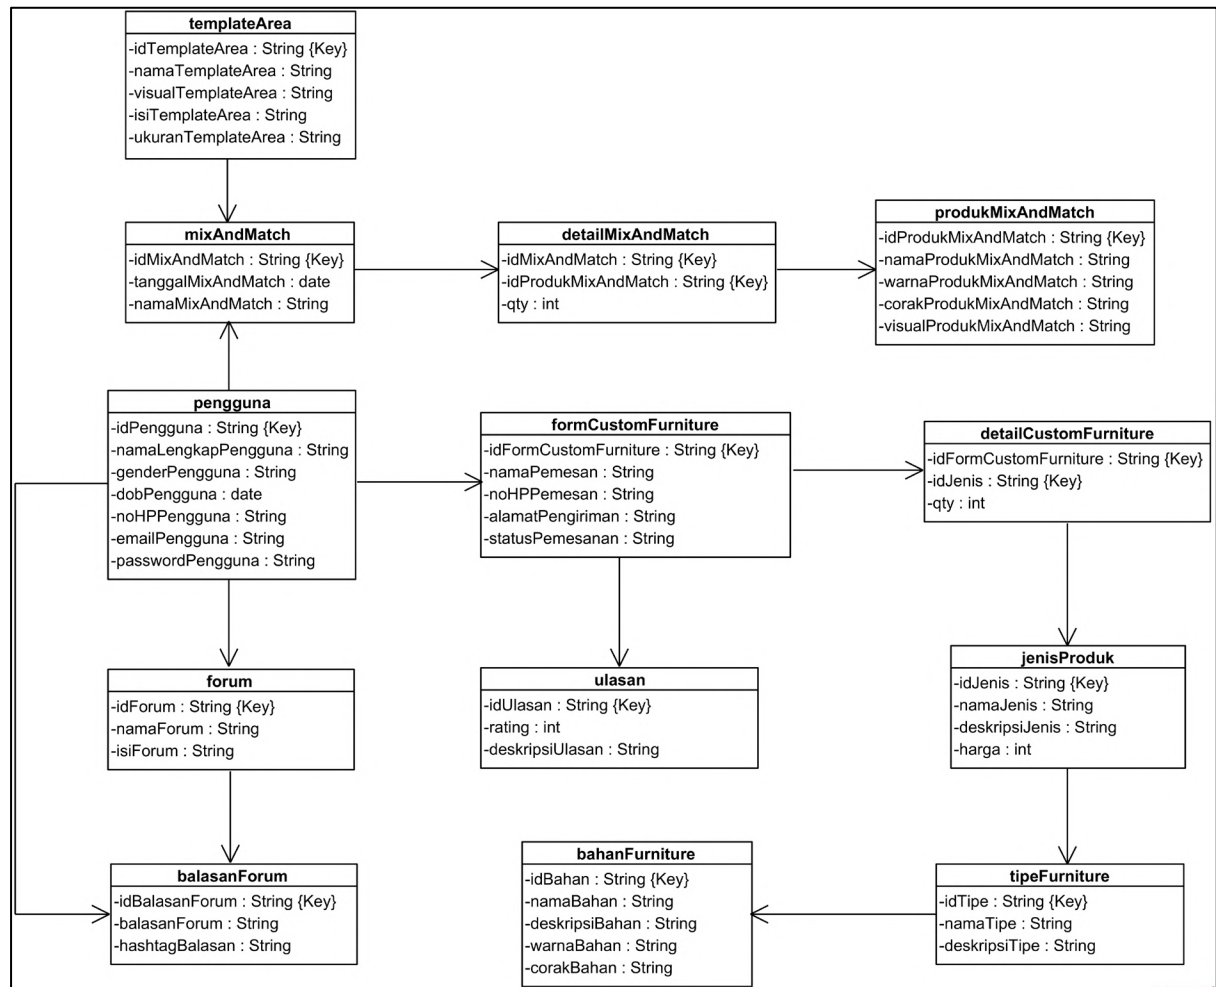 templateArea
-idTemplateArea : String {Key}
-namaTemplateArea : String
-visualTemplateArea : String
-isiTemplateArea : String
-ukuranTemplateArea : String
mixAndMatch
-idMixAndMatch : String {Key}
-tanggalMixAndMatch : date
-namaMixAndMatch : String
detailMixAndMatch
-idMixAndMatch : String {Key}
-idProdukMixAndMatch : String {Key}
-qty : int
produkMixAndMatch
-idProdukMixAndMatch : String {Key}
-namaProdukMixAndMatch : String
-warnaProdukMixAndMatch : String
-corakProdukMixAndMatch : String
-visualProdukMixAndMatch : String
pengguna
-idPengguna : String {Key}
-namaLengkapPengguna : String
-genderPengguna : String
-dobPengguna : date
-noHPPengguna : String
-emailPengguna : String
-passwordPengguna : String
formCustomFurniture
-idFormCustomFurniture : String {Key}
-namaPemesan : String
-noHPPemesan : String
-alamatPengiriman : String
-statusPemesanan : String
detailCustomFurniture
-idFormCustomFurniture : String {Key}
-idJenis : String {Key}
-qty : int
forum
-idForum : String {Key}
-namaForum : String
-isiForum : String
ulasan
-idUlasan : String {Key}
-rating : int
-deskripsiUlasan : String
jenisProduk
-idJenis : String {Key}
-namaJenis : String
-deskripsiJenis : String
-harga : int
balasanForum
-idBalasanForum : String {Key}
-balasanForum : String
-hashtagBalasan : String
bahanFurniture
-idBahan : String {Key}
-namaBahan : String
-deskripsiBahan : String
-warnaBahan : String
-corakBahan : String
tipeFurniture
-idTipe : String {Key}
-namaTipe : String
-deskripsiTipe : String